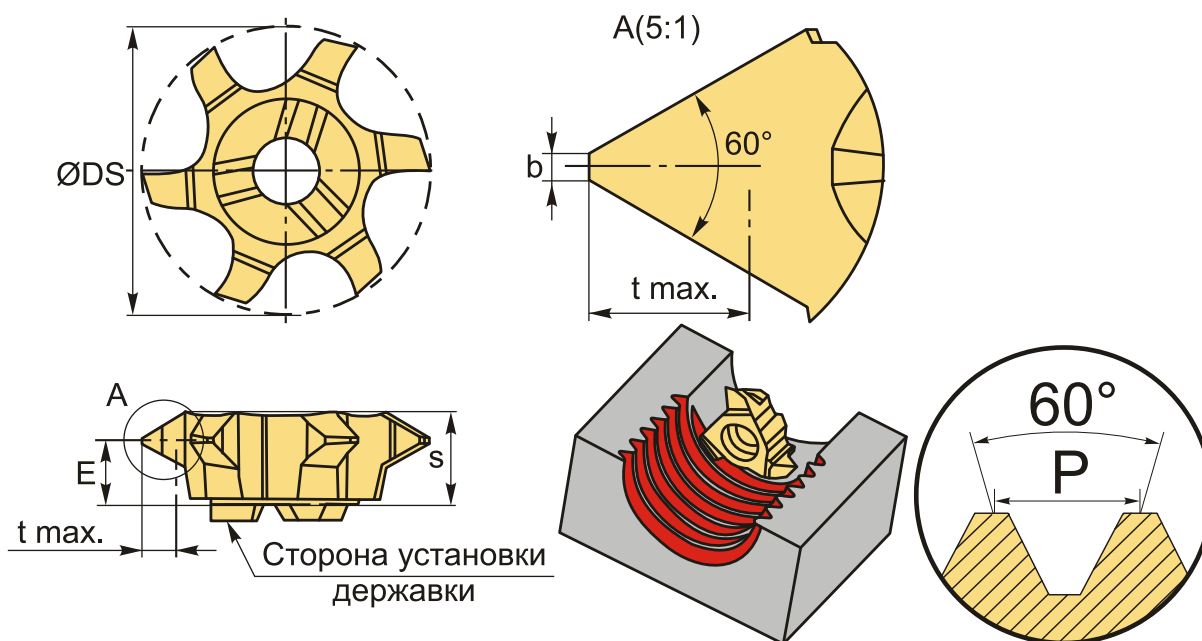 A(5:1)
ØDS
b
60°
t max.
A
E
s
t max.
Сторона установки
державки
60°
P